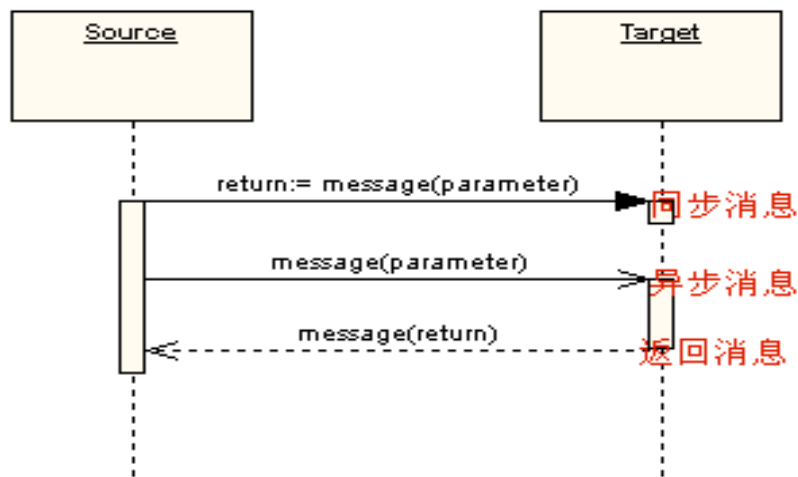 Source
Target
return:= message(parameter)
同步消息
message(parameter)
异步消息
message(return)
返回消息